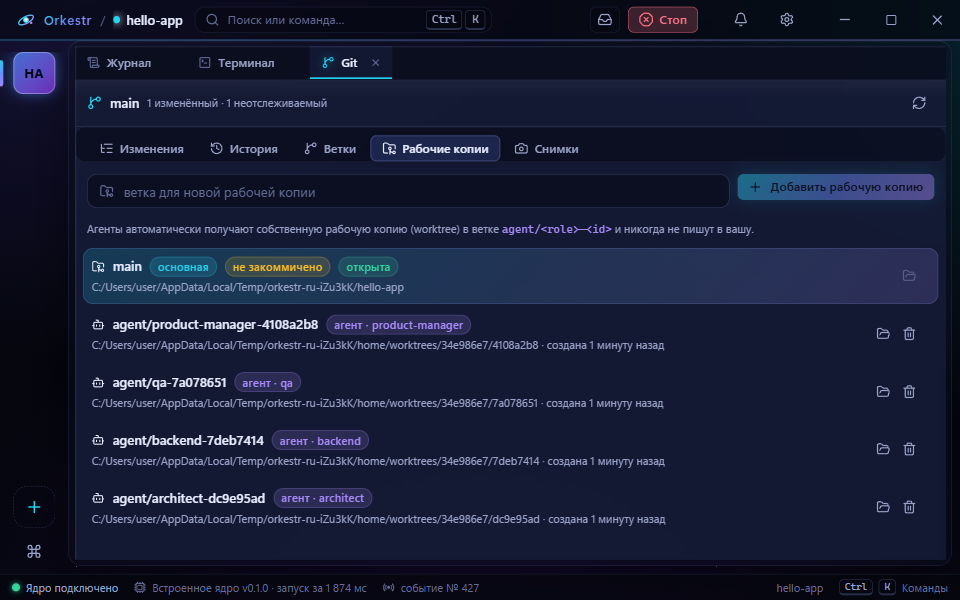 Orkestr / hello-app Поиск или команда... Ctrl K Стоп
HA
Журнал Терминал Git
main 1 изменённый · 1 неотслеживаемый
Изменения История Ветки Рабочие копии Снимки
ветка для новой рабочей копии + Добавить рабочую копию
Агенты автоматически получают собственную рабочую копию (worktree) в ветке agent/<role>—<id> и никогда не пишут в вашу.
main основная не закоммичено открыта
C:/Users/user/AppData/Local/Temp/orkestr-ru-iZu3kK/hello-app
agent/product-manager-4108a2b8 агент · product-manager
C:/Users/user/AppData/Local/Temp/orkestr-ru-iZu3kK/home/worktrees/34e986e7/4108a2b8 · создана 1 минуту назад
agent/qa-7a078651 агент · qa
C:/Users/user/AppData/Local/Temp/orkestr-ru-iZu3kK/home/worktrees/34e986e7/7a078651 · создана 1 минуту назад
agent/backend-7deb7414 агент · backend
C:/Users/user/AppData/Local/Temp/orkestr-ru-iZu3kK/home/worktrees/34e986e7/7deb7414 · создана 1 минуту назад
agent/architect-dc9e95ad агент · architect
C:/Users/user/AppData/Local/Temp/orkestr-ru-iZu3kK/home/worktrees/34e986e7/dc9e95ad · создана 1 минуту назад
Ядро подключено Встроенное ядро v0.1.0 · запуск за 1 874 мс событие № 427 hello-app Ctrl K Команды